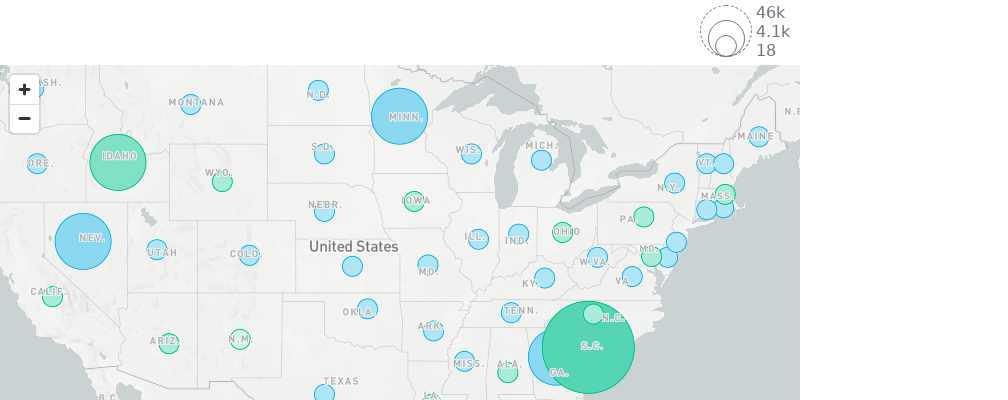 46k
4.1k
18
+
−
SH.
MONTANA
N.D.
MINN.
MAINE
N.E
ORE.
IDAHO
WYO.
S.D.
WIS.
MICH.
VT.
N.Y.
MASS.
NEBR.
IOWA
PA.
NEV.
UTAH
COLO.
United States
ILL.
IND.
OHIO
MD.
W.VA.
MO.
KY.
VA.
CALIF.
ARIZ.
N.M.
OKLA.
ARK.
TENN.
N.C.
MISS.
ALA.
GA.
S.C.
TEXAS
LA.
B.C.